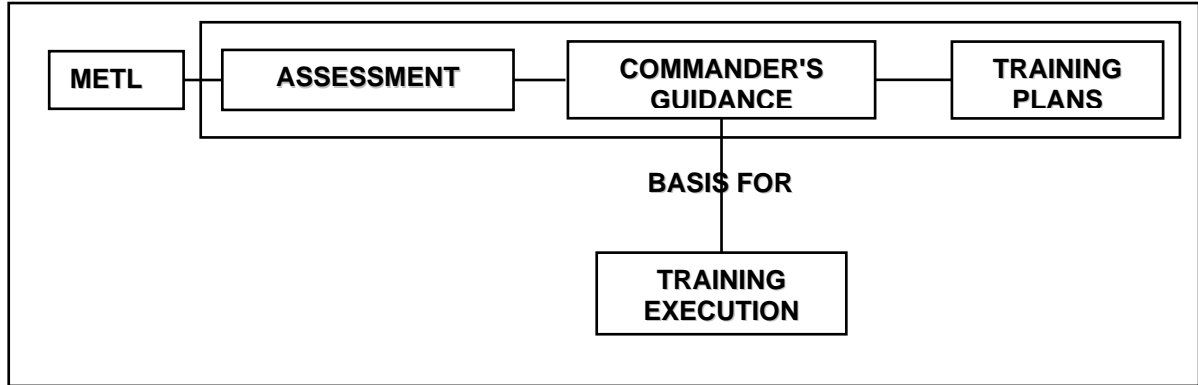 METL
ASSESSMENT
COMMANDER'S
GUIDANCE
TRAINING
PLANS
BASIS FOR
TRAINING
EXECUTION